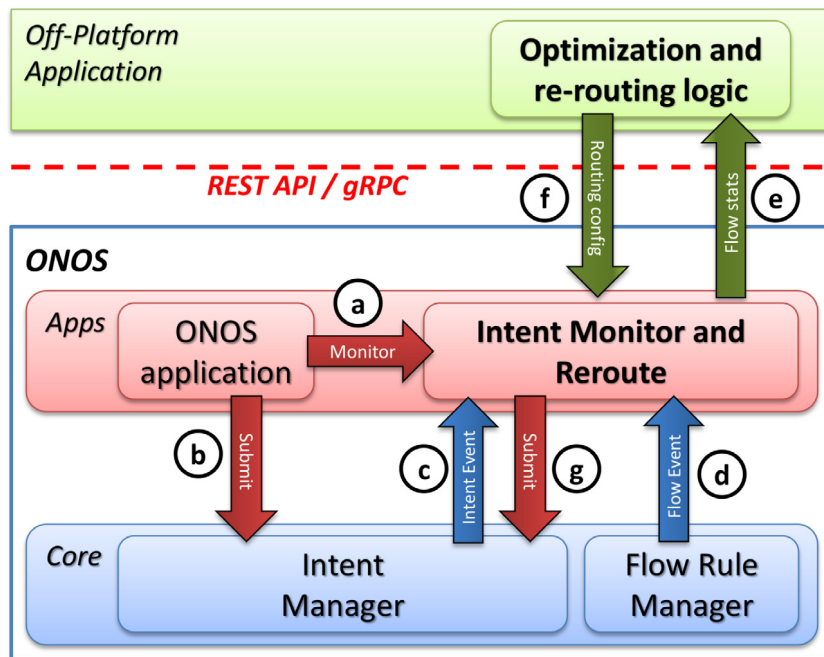 Off-Platform
Application
Optimization and
re-routing logic
REST API / gRPC
f
Routing config
Flow stats
e
ONOS
Apps
ONOS
application
a
Monitor
Intent Monitor and
Reroute
b
Submit
c
Intent Event
Submit
g
Flow Event
d
Core
Intent
Manager
Flow Rule
Manager